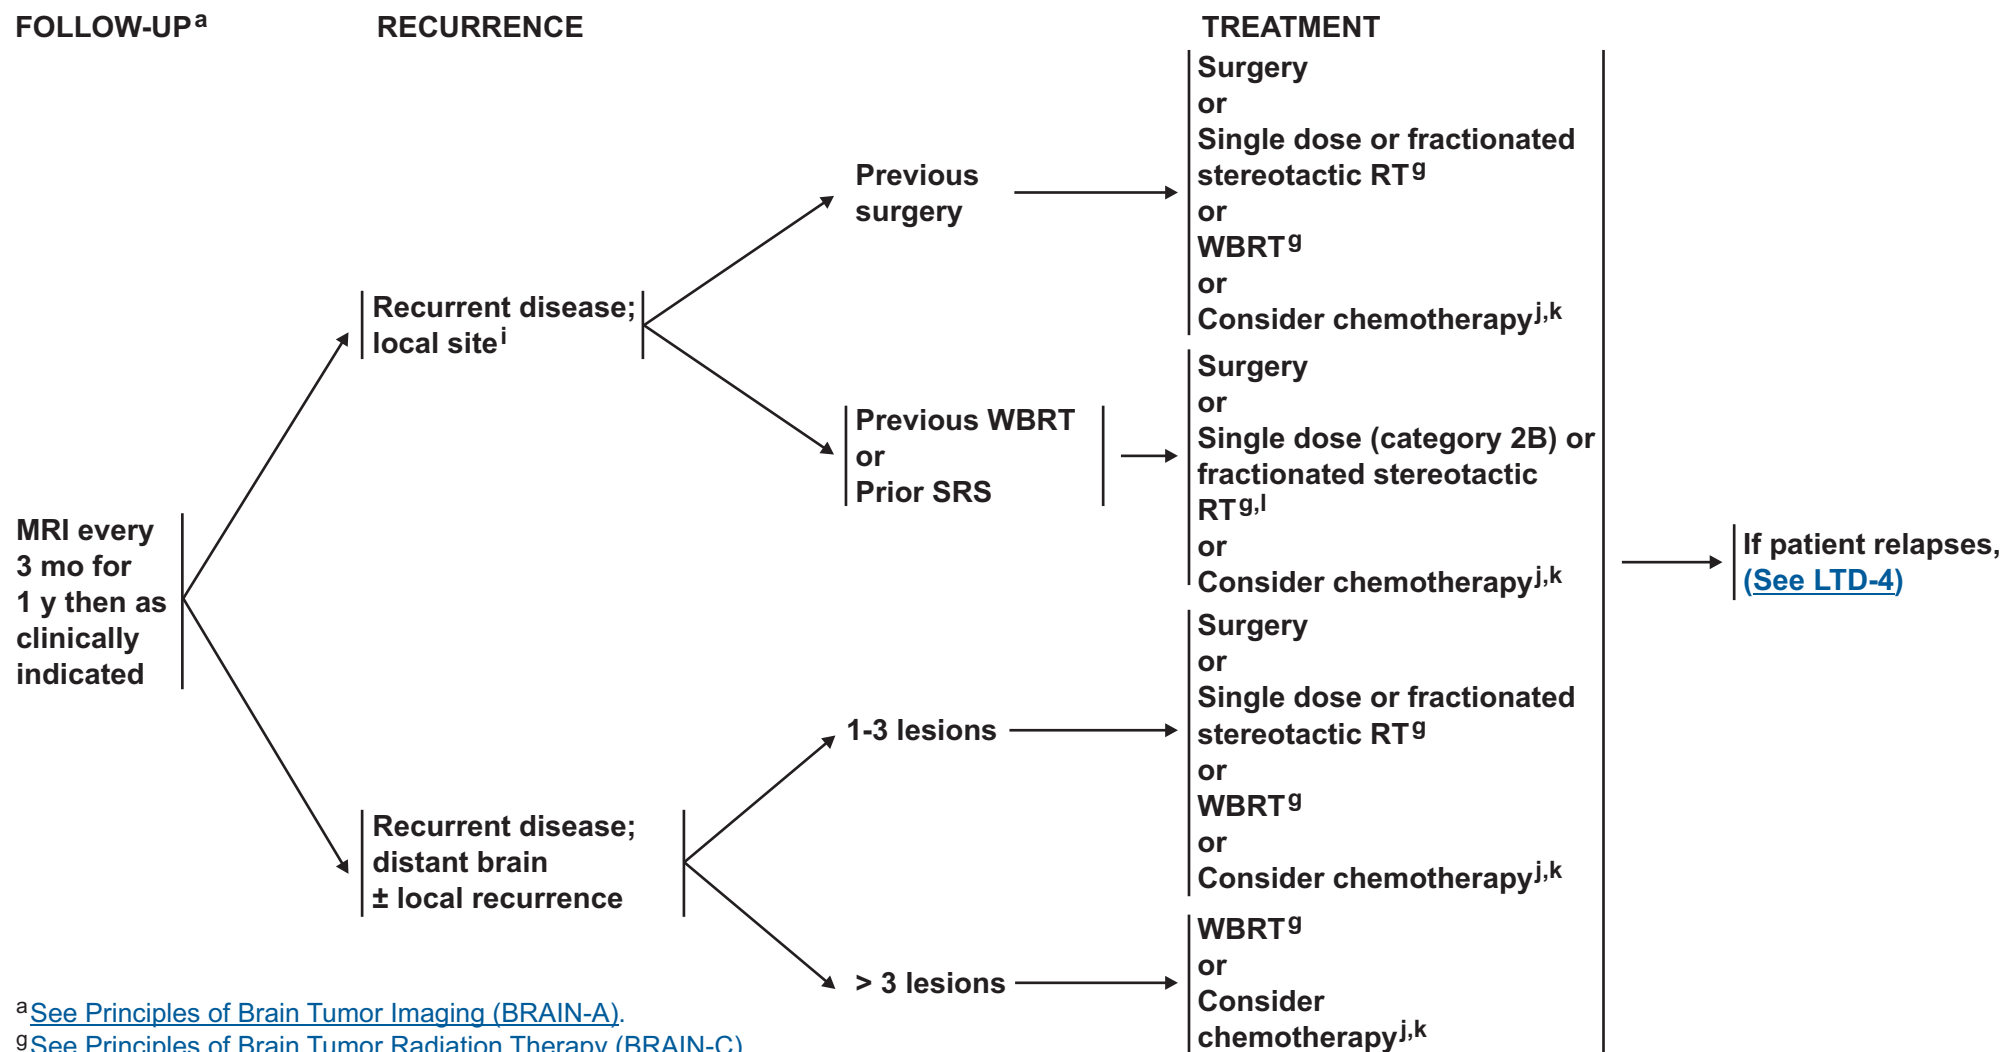 FOLLOW-UPa
RECURRENCE
TREATMENT
MRI every
3 mo for
1 y then as
clinically
indicated
Recurrent disease;
local sitei
Previous
surgery
Surgery
or
Single dose or fractionated
stereotactic RTg
or
WBRTg
or
Consider chemotherapyj,k
Previous WBRT
or
Prior SRS
Surgery
or
Single dose (category 2B) or
fractionated stereotactic
RTg,l
or
Consider chemotherapyj,k
Recurrent disease;
distant brain
± local recurrence
1-3 lesions
Surgery
or
Single dose or fractionated
stereotactic RTg
or
WBRTg
or
Consider chemotherapyj,k
> 3 lesions
WBRTg
or
Consider
chemotherapyj,k
If patient relapses,
(See LTD-4)
aSee Principles of Brain Tumor Imaging (BRAIN-A).
gSee Principles of Brain Tumor Radiation Therapy (BRAIN-C)